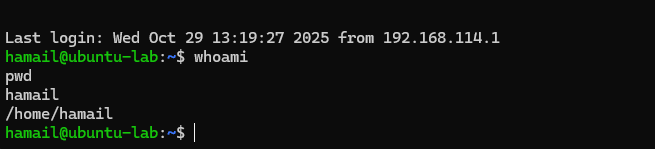 Last login: Wed Oct 29 13:19:27 2025 from 192.168.114.1
hamail@ubuntu-lab:~$ whoami
pwd
hamail
/home/hamail
hamail@ubuntu-lab:~$